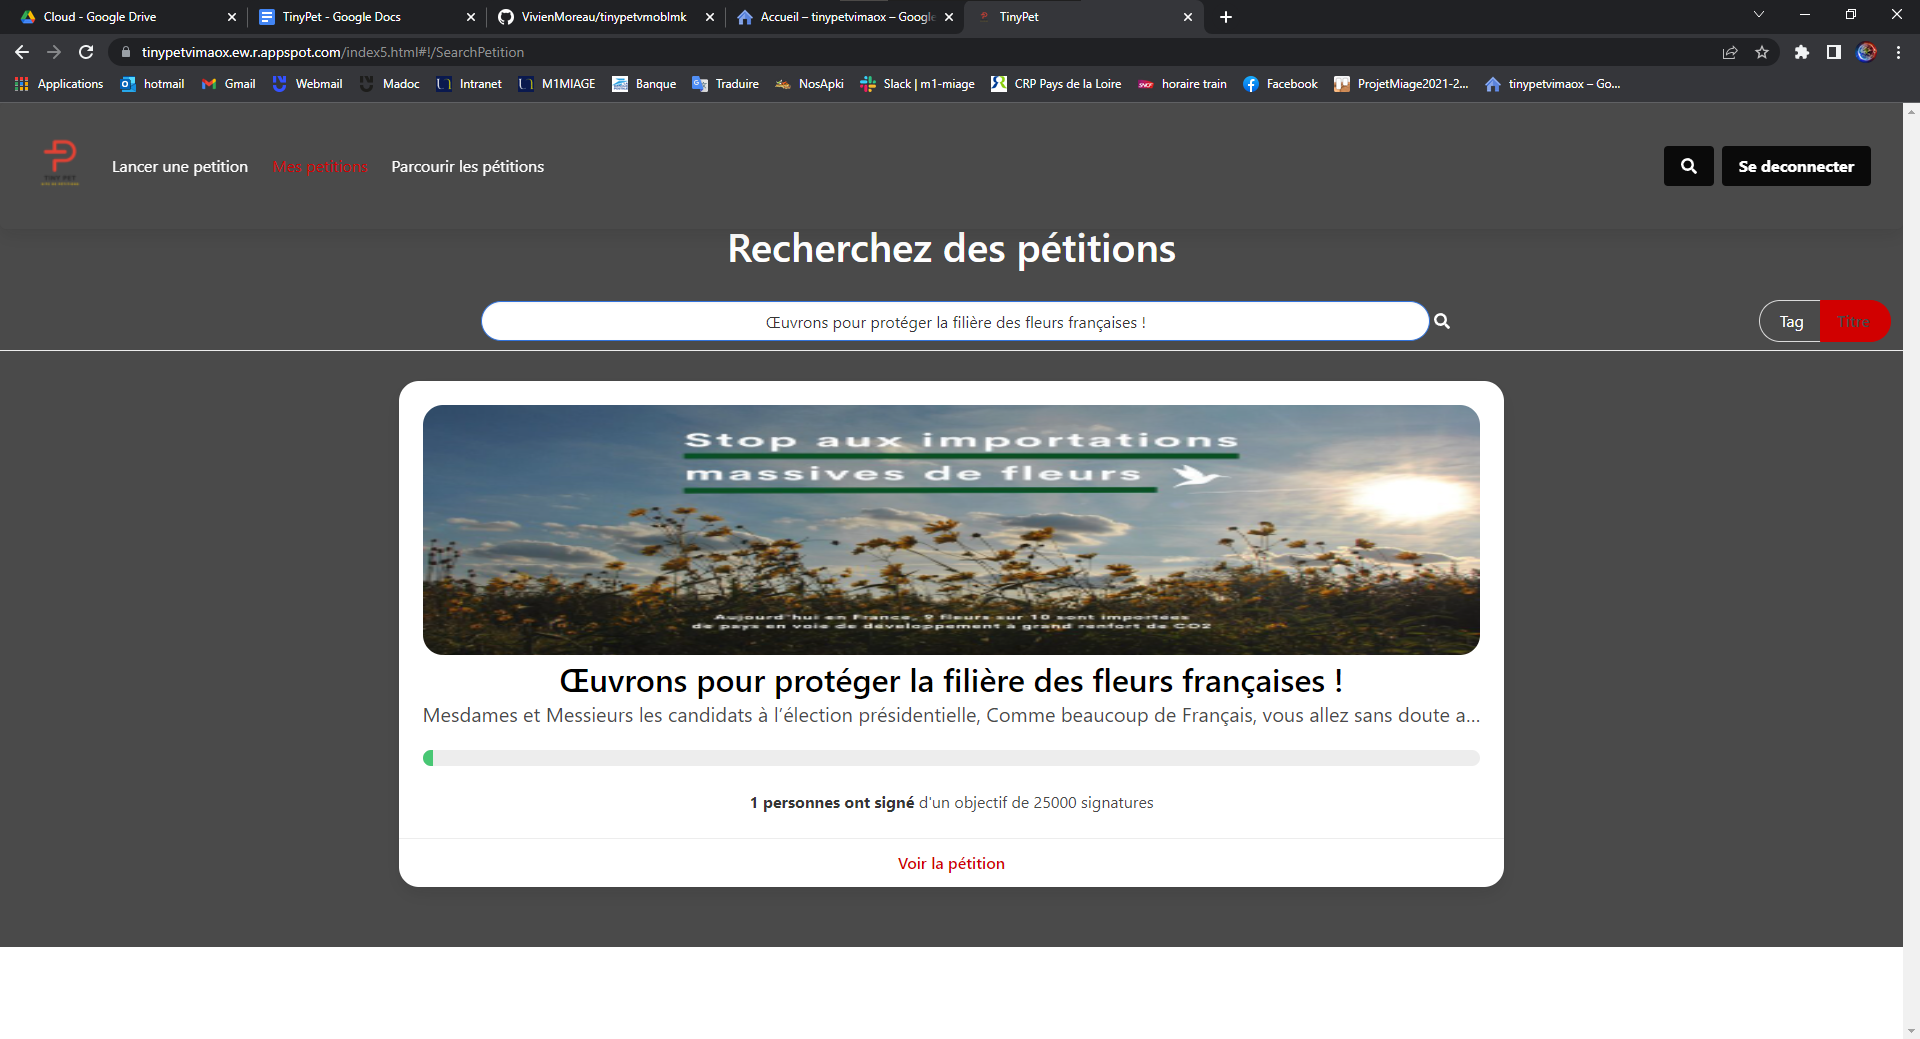 Cloud - Google Drive
TinyPet - Google Docs
VivienMoreau/tinypetvmoblmk
Accueil – tinypetvimaox – Google
TinyPet
tinypetvimaox.ew.r.appspot.com/index5.html#!/SearchPetition
Applications
hotmail
Gmail
Webmail
Madoc
Intranet
M1MIAGE
Banque
Traduire
NosApki
Slack | m1-miage
CRP Pays de la Loire
horaire train
Facebook
ProjetMiage2021-2...
tinypetvimaox – Go...
TINY PET
SITE DE PÉTITIONS
Lancer une petition
Mes petitions
Parcourir les pétitions
Se deconnecter
Recherchez des pétitions
Œuvrons pour protéger la filière des fleurs françaises !
Tag
Titre
Stop aux importations
massives de fleurs
Aujourd'hui en France, 9 fleurs sur 10 sont importées
de pays en voie de développement à grand renfort de CO2
Œuvrons pour protéger la filière des fleurs françaises !
Mesdames et Messieurs les candidats à l’élection présidentielle, Comme beaucoup de Français, vous allez sans doute a...
1 personnes ont signé d'un objectif de 25000 signatures
Voir la pétition